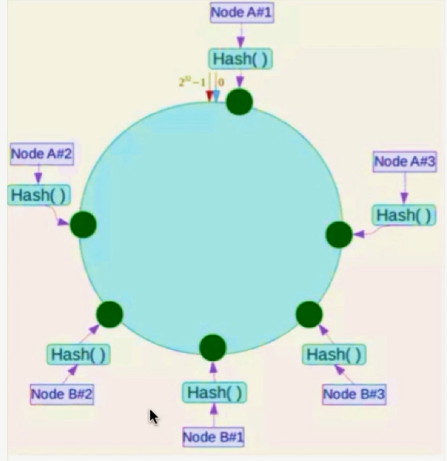 Node A#1
Hash( )
2³²−1 0
Node A#2
Hash( )
Node A#3
Hash( )
Hash( )
Node B#2
Hash( )
Node B#1
Hash( )
Node B#3